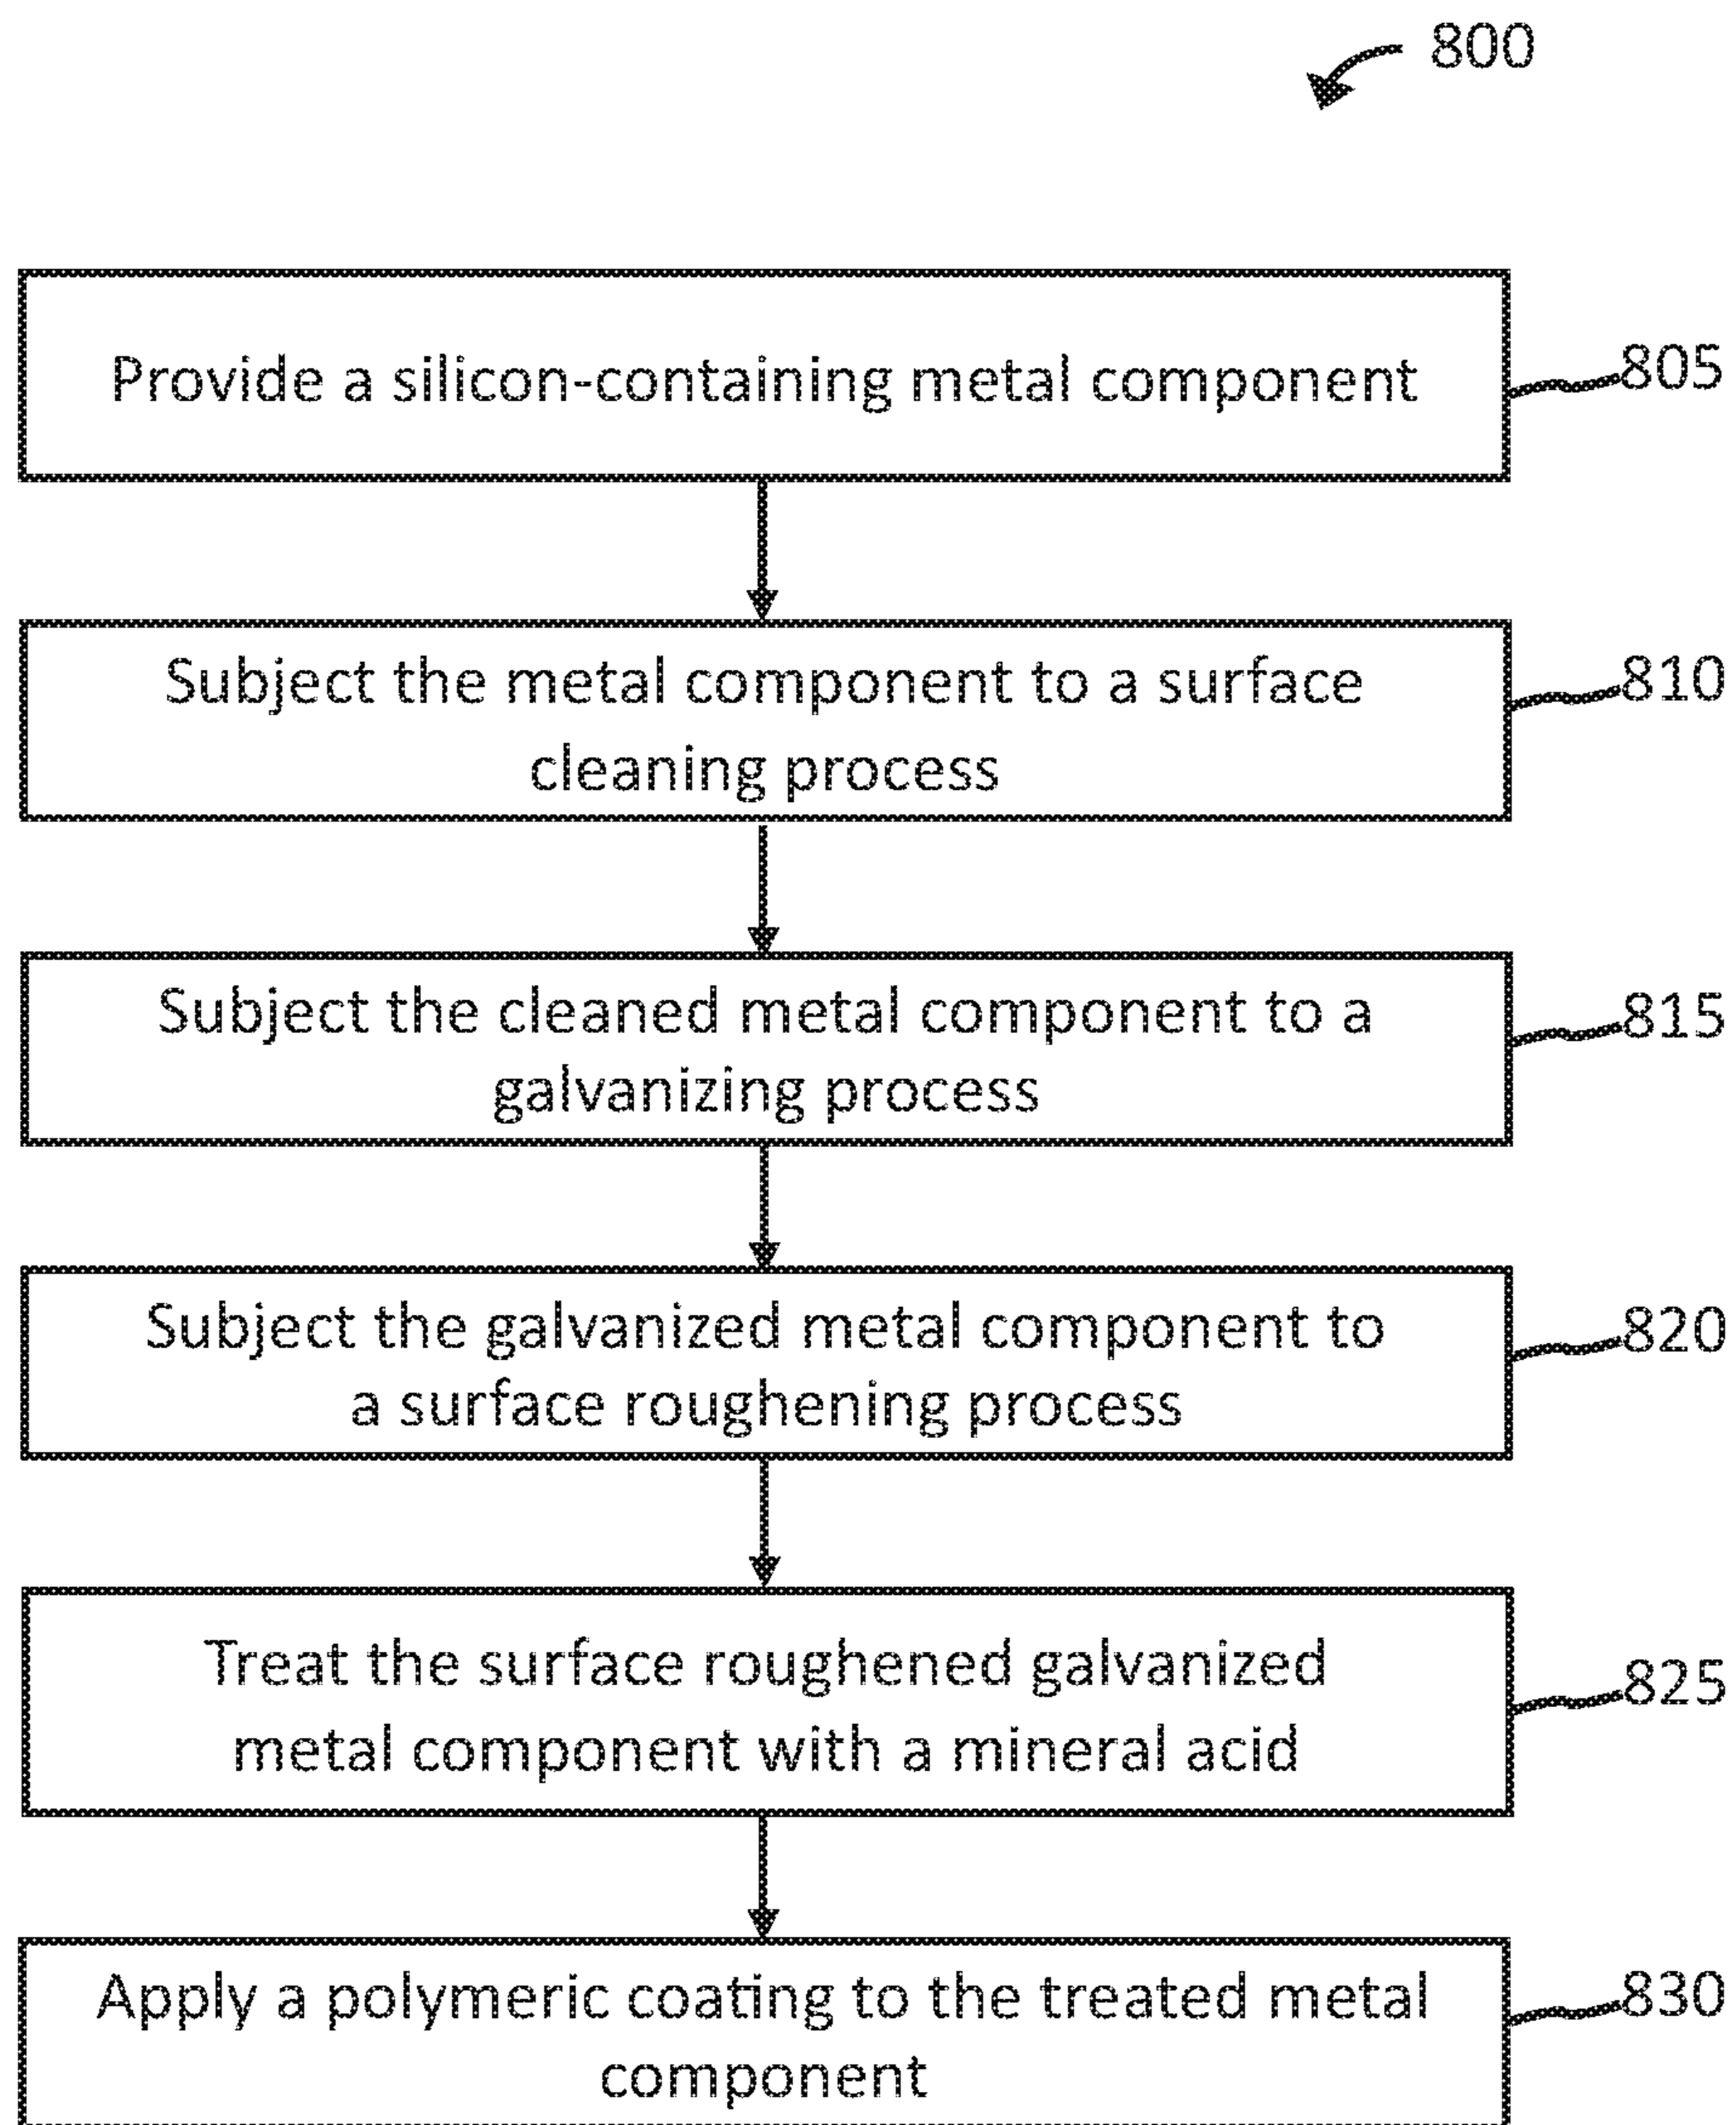 800
Provide a silicon-containing metal component
805
Subject the metal component to a surface
cleaning process
810
Subject the cleaned metal component to a
galvanizing process
815
Subject the galvanized metal component to
a surface roughening process
820
Treat the surface roughened galvanized
metal component with a mineral acid
825
Apply a polymeric coating to the treated metal
component
830